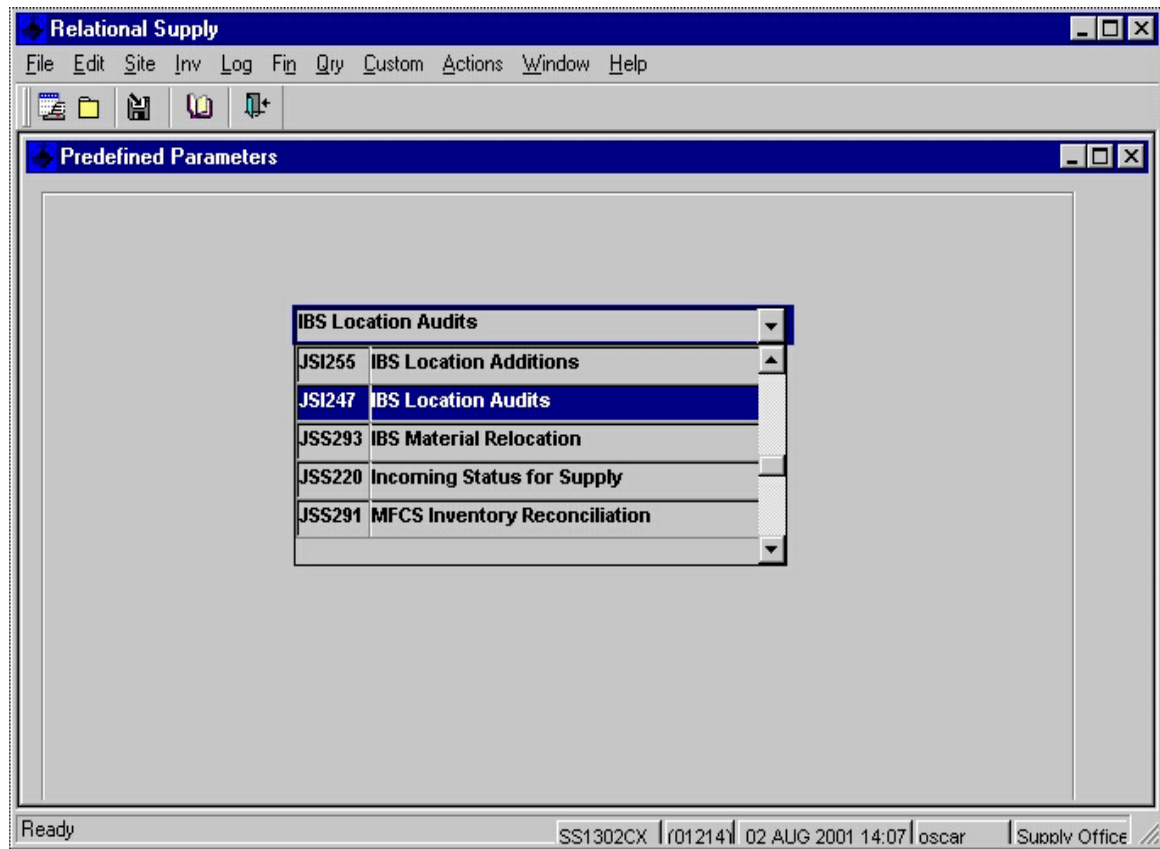 Relational Supply
File Edit Site Inv Log Fin Qry Custom Actions Window Help
Predefined Parameters
IBS Location Audits
JSI255 IBS Location Additions
JSI247 IBS Location Audits
JSS293 IBS Material Relocation
JSS220 Incoming Status for Supply
JSS291 MFCS Inventory Reconciliation
Ready SS1302CX (01214) 02 AUG 2001 14:07 oscar Supply Office